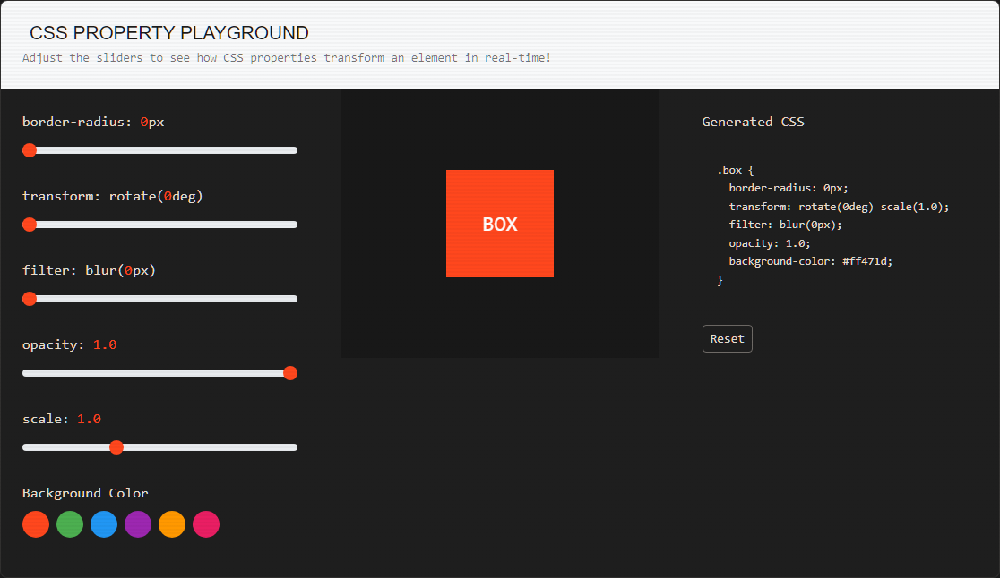 CSS PROPERTY PLAYGROUND
Adjust the sliders to see how CSS properties transform an element in real-time!
border-radius: 0px
transform: rotate(0deg)
filter: blur(0px)
opacity: 1.0
scale: 1.0
Background Color
BOX
Generated CSS
.box {
  border-radius: 0px;
  transform: rotate(0deg) scale(1.0);
  filter: blur(0px);
  opacity: 1.0;
  background-color: #ff471d;
}
Reset